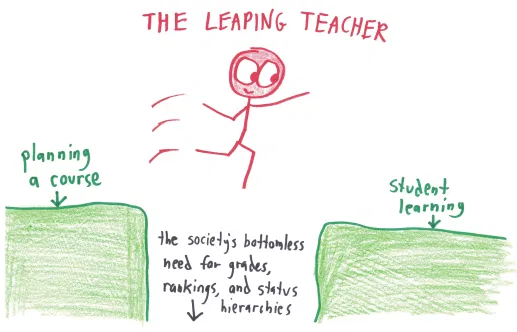 THE LEAPING TEACHER
planning
a course
student
learning
the society's bottomless
need for grades,
rankings, and status
hierarchies